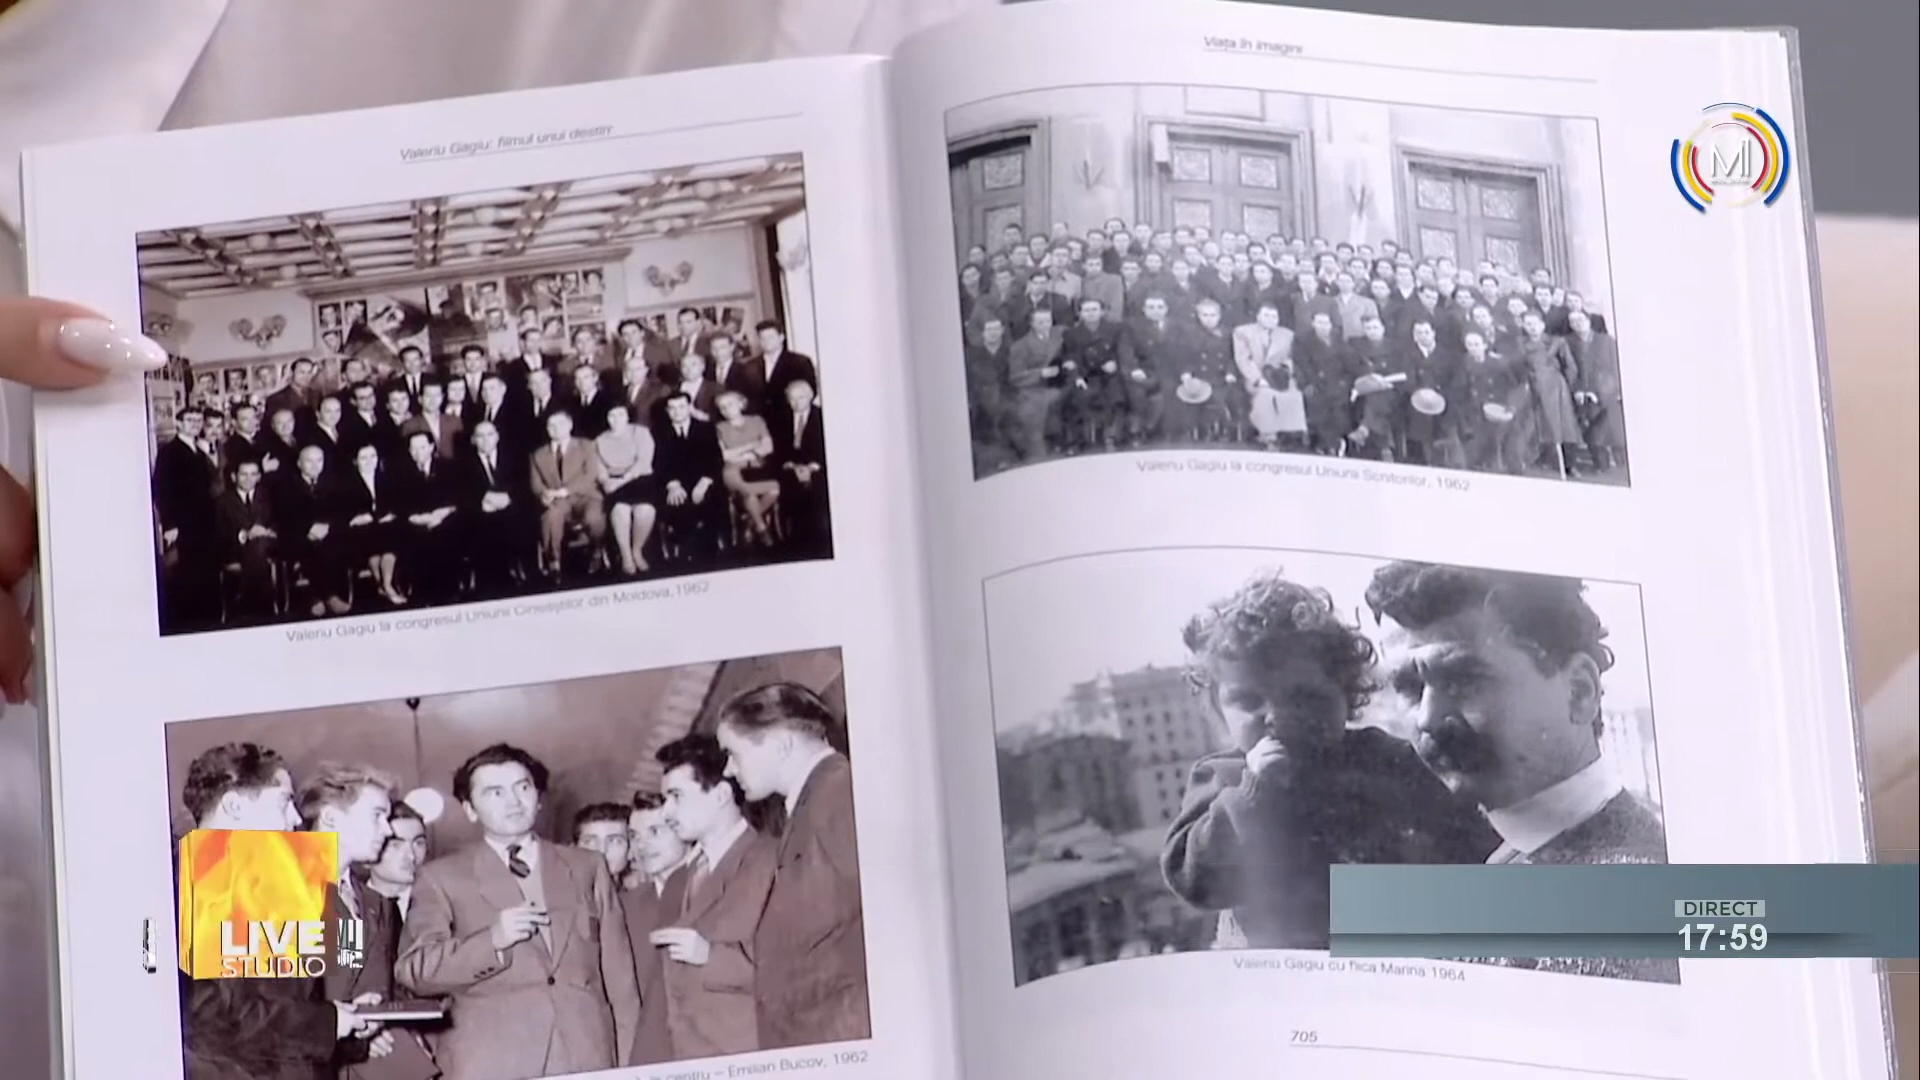 Valeriu Gagiu: filmul unui destin
Valeriu Gagiu la congresul Uniunii Cineaștilor din Moldova, 1962
în centru – Emilian Bucov, 1962
Viața în imagini
Valeriu Gagiu la congresul Uniunii Scriitorilor, 1962
Valeriu Gagiu cu fiica Marina 1964
705
M1
LIVE
STUDIO
DIRECT
17:59